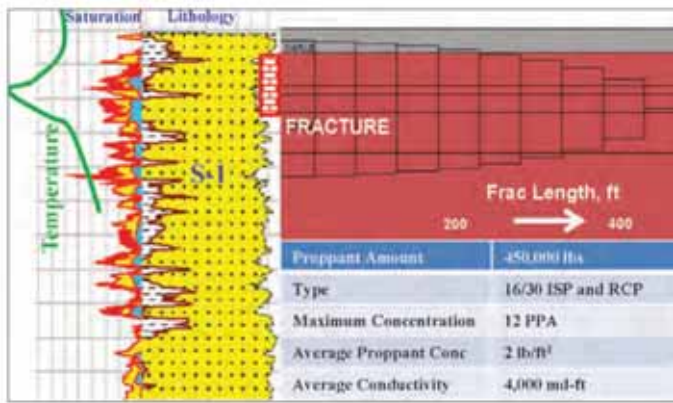 Saturation Lithology
Temperature
S-1
FRACTURE
Frac Length, ft
200 400
Proppant Amount 450,000 lbs
Type 16/30 ISP and RCP
Maximum Concentration 12 PPA
Average Proppant Conc 2 lb/ft²
Average Conductivity 4,000 md-ft